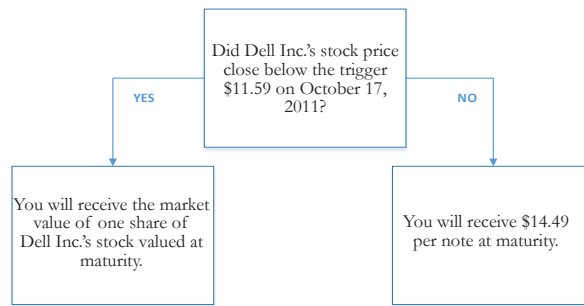 Did Dell Inc.'s stock price
close below the trigger
$11.59 on October 17,
2011?
YES
NO
You will receive the market
value of one share of
Dell Inc.'s stock valued at
maturity.
You will receive $14.49
per note at maturity.